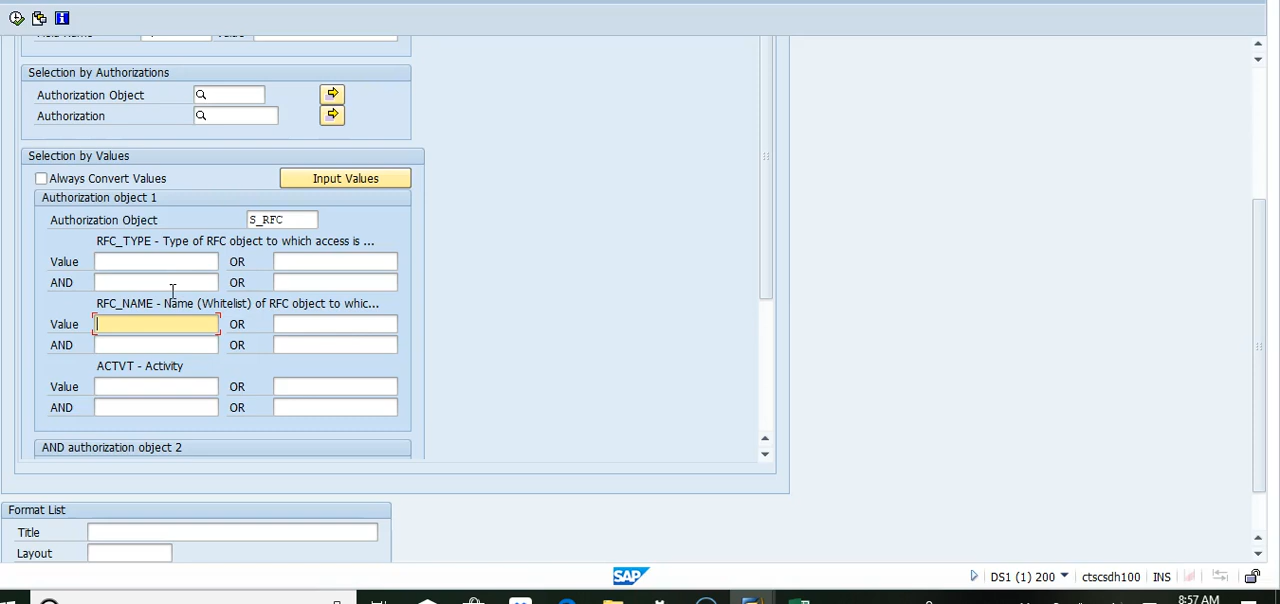 Selection by Authorizations
Authorization Object
Authorization
Selection by Values
Always Convert Values Input Values
Authorization object 1
Authorization Object S_RFC
RFC_TYPE - Type of RFC object to which access is ...
Value OR
AND OR
RFC_NAME - Name (Whitelist) of RFC object to whic...
Value OR
AND OR
ACTVT - Activity
Value OR
AND OR
AND authorization object 2
Format List
Title
Layout
SAP DS1 (1) 200 ctscsdh100 INS
8:57 AM